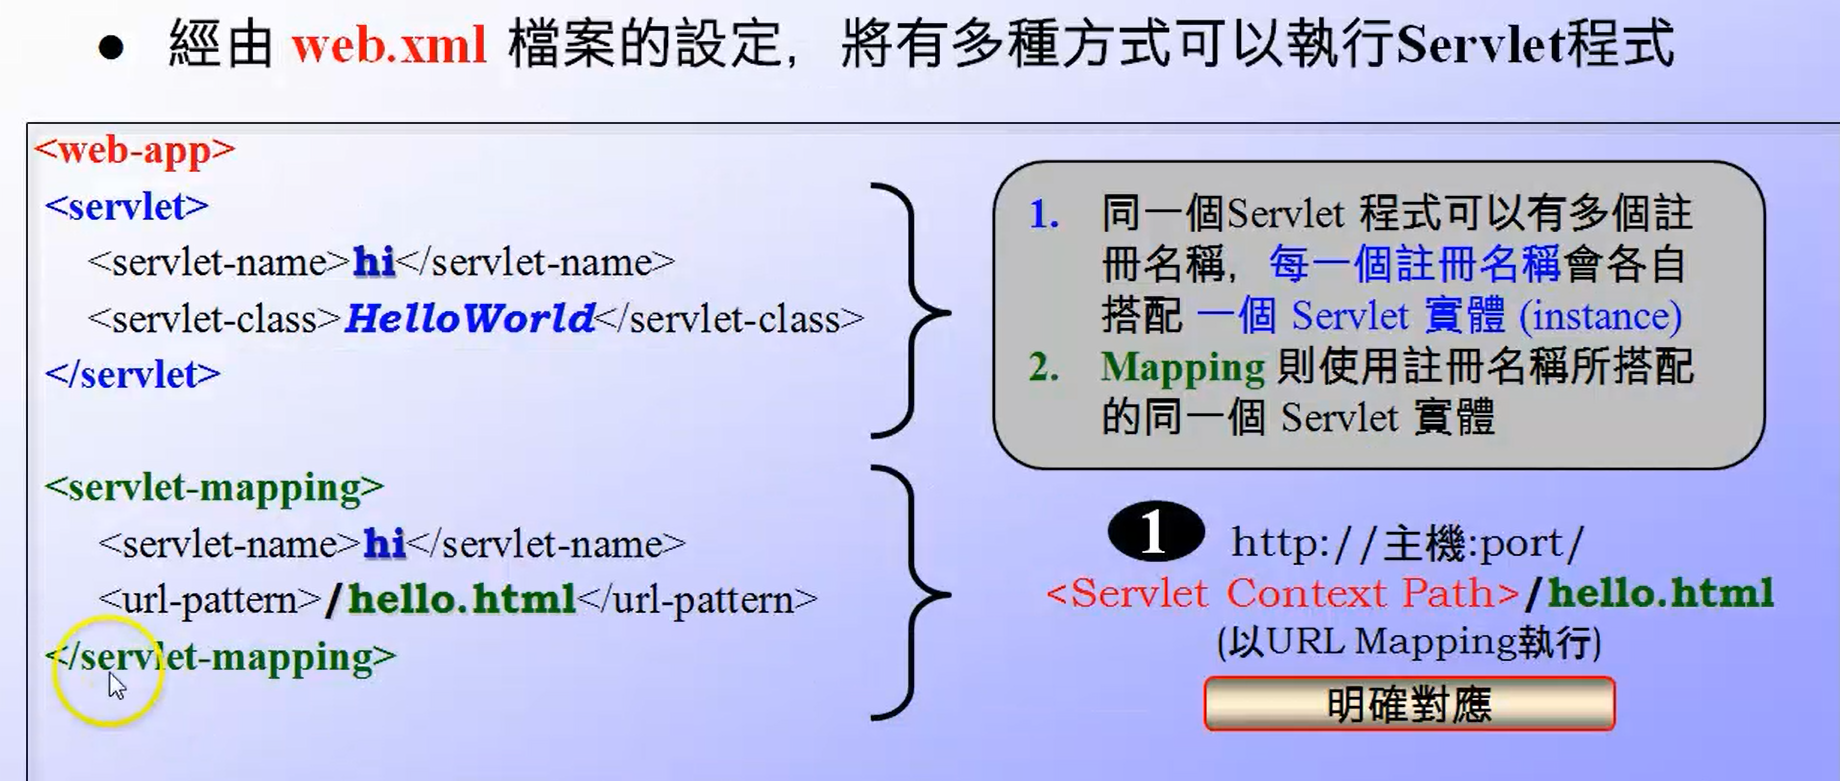 ● 經由 web.xml 檔案的設定，將有多種方式可以執行Servlet程式
<web-app>
<servlet>
<servlet-name>hi</servlet-name>
<servlet-class>HelloWorld</servlet-class>
</servlet>
<servlet-mapping>
<servlet-name>hi</servlet-name>
<url-pattern>/hello.html</url-pattern>
</servlet-mapping>
1. 同一個Servlet 程式可以有多個註
冊名稱，每一個註冊名稱會各自
搭配 一個 Servlet 實體 (instance)
2. Mapping 則使用註冊名稱所搭配
的同一個 Servlet 實體
1 http://主機:port/
<Servlet Context Path>/hello.html
(以URL Mapping執行)
明確對應